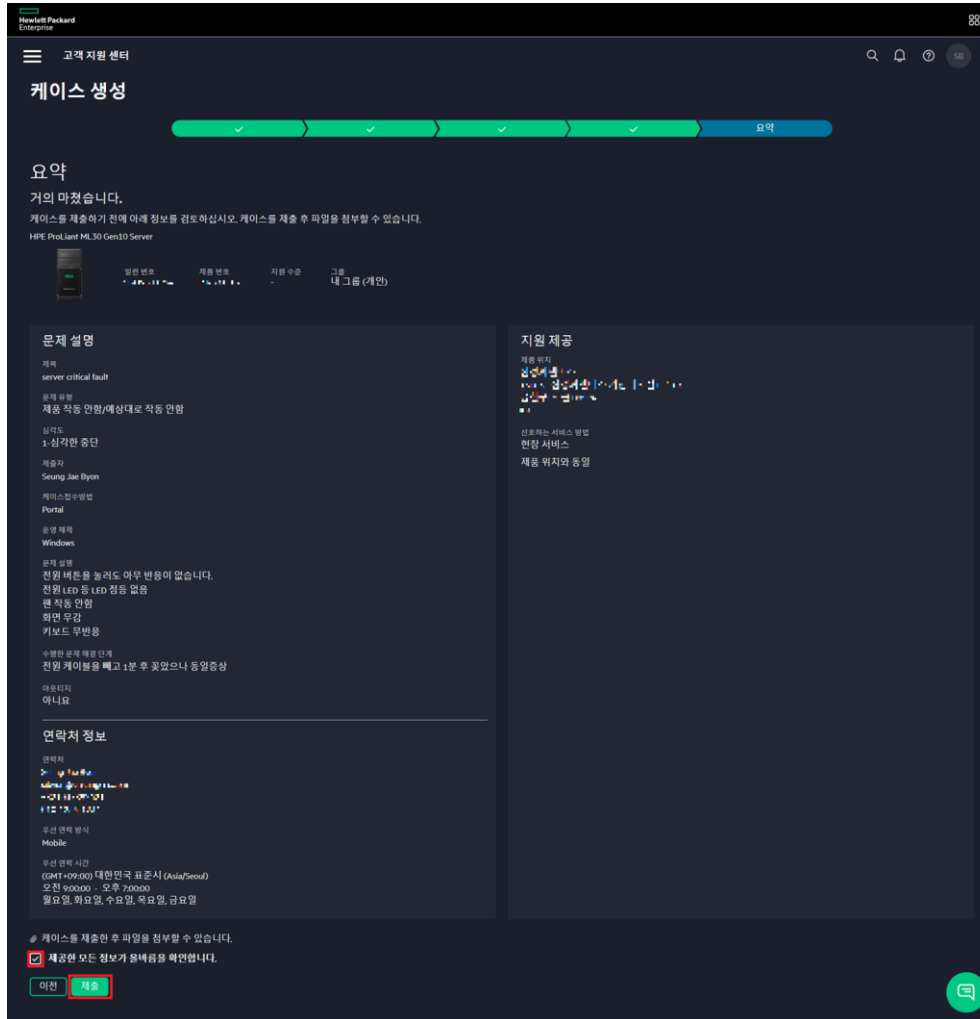 Hewlett Packard
Enterprise
고객 지원 센터
SB
케이스 생성
요약
요약
거의 마쳤습니다.
케이스를 제출하기 전에 아래 정보를 검토하십시오. 케이스를 제출 후 파일을 첨부할 수 있습니다.
HPE ProLiant ML30 Gen10 Server
일련 번호
제품 번호
지원 수준
-
그룹
내 그룹 (개인)
문제 설명
제목
server critical fault
문제 유형
제품 작동 안함/예상대로 작동 안함
심각도
1-심각한 중단
제출자
Seung Jae Byon
케이스접수방법
Portal
운영 체제
Windows
문제 설명
전원 버튼을 눌러도 아무 반응이 없습니다.
전원 LED 등 LED 점등 없음
팬 작동 안함
화면 무감
키보드 무반응
수행한 문제 해결 단계
전원 케이블을 빼고 1분 후 꽂았으나 동일증상
아웃티지
아니요
연락처 정보
연락처
우선 연락 방식
Mobile
우선 연락 시간
(GMT+09:00) 대한민국 표준시 (Asia/Seoul)
오전 9:00:00 - 오후 7:00:00
월요일, 화요일, 수요일, 목요일, 금요일
지원 제공
제품 위치
선호하는 서비스 방법
현장 서비스
제품 위치와 동일
케이스를 제출한 후 파일을 첨부할 수 있습니다.
제공한 모든 정보가 올바름을 확인합니다.
이전
제출